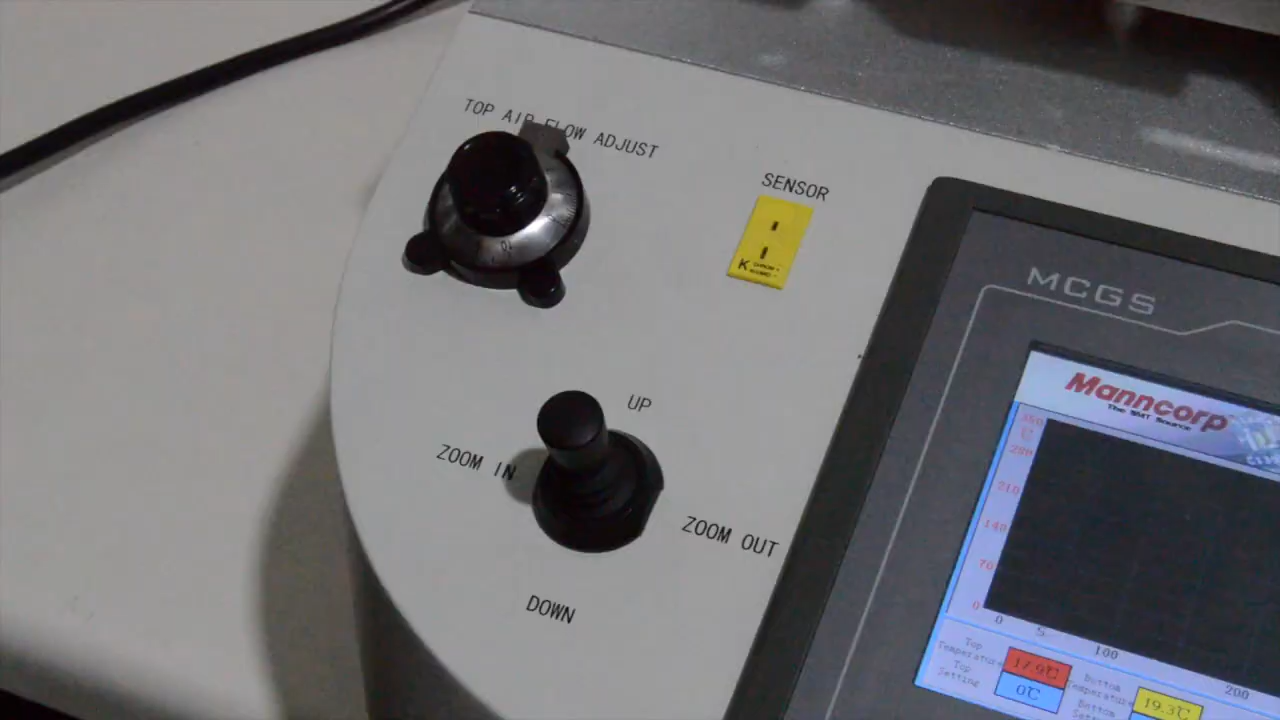 TOP AIR FLOW ADJUST
10
SENSOR
K
MCGS
UP
ZOOM IN
ZOOM OUT
DOWN
Manncorp
The SMT Source
350
℃
280
210
140
70
0
0
S
100
200
Top
Temperature
17.9℃
Top
Setting
0℃
Bottom
Temperature
19.3℃
Bottom